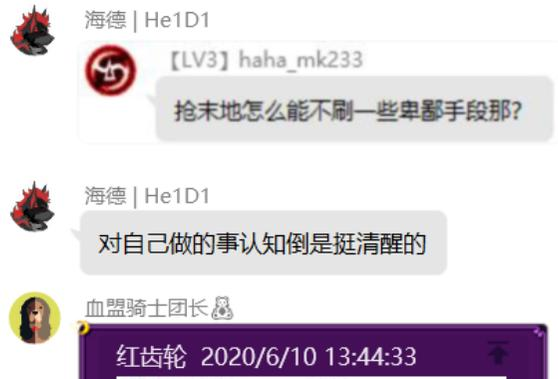 海德 | He1D1
【LV3】haha_mk233
抢末地怎么能不刷一些卑鄙手段那?
海德 | He1D1
对自己做的事认知倒是挺清醒的
血盟骑士团长
红齿轮 2020/6/10 13:44:33